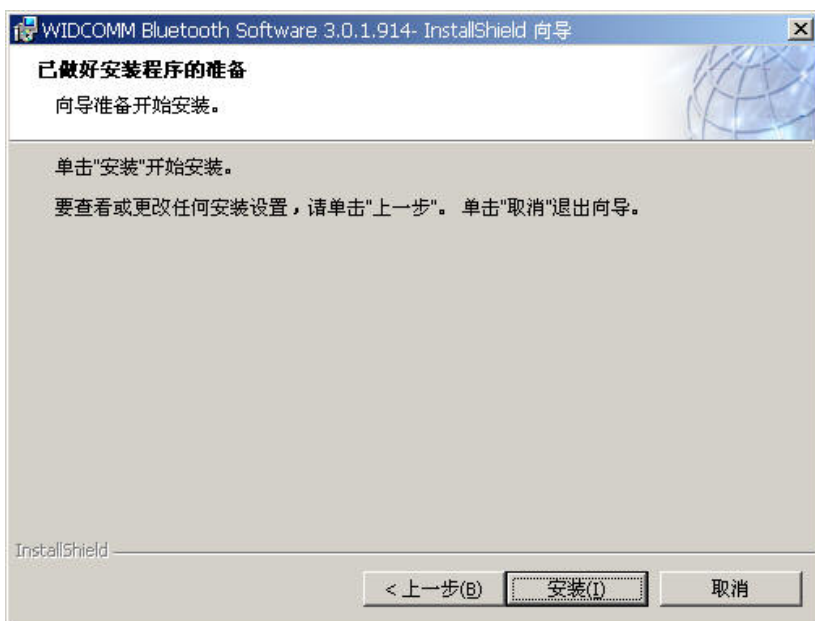 WIDCOMM Bluetooth Software 3.0.1.914- InstallShield 向导
已做好安装程序的准备
向导准备开始安装。
单击"安装"开始安装。
要查看或更改任何安装设置，请单击"上一步"。 单击"取消"退出向导。
InstallShield
< 上一步(B)
安装(I)
取消